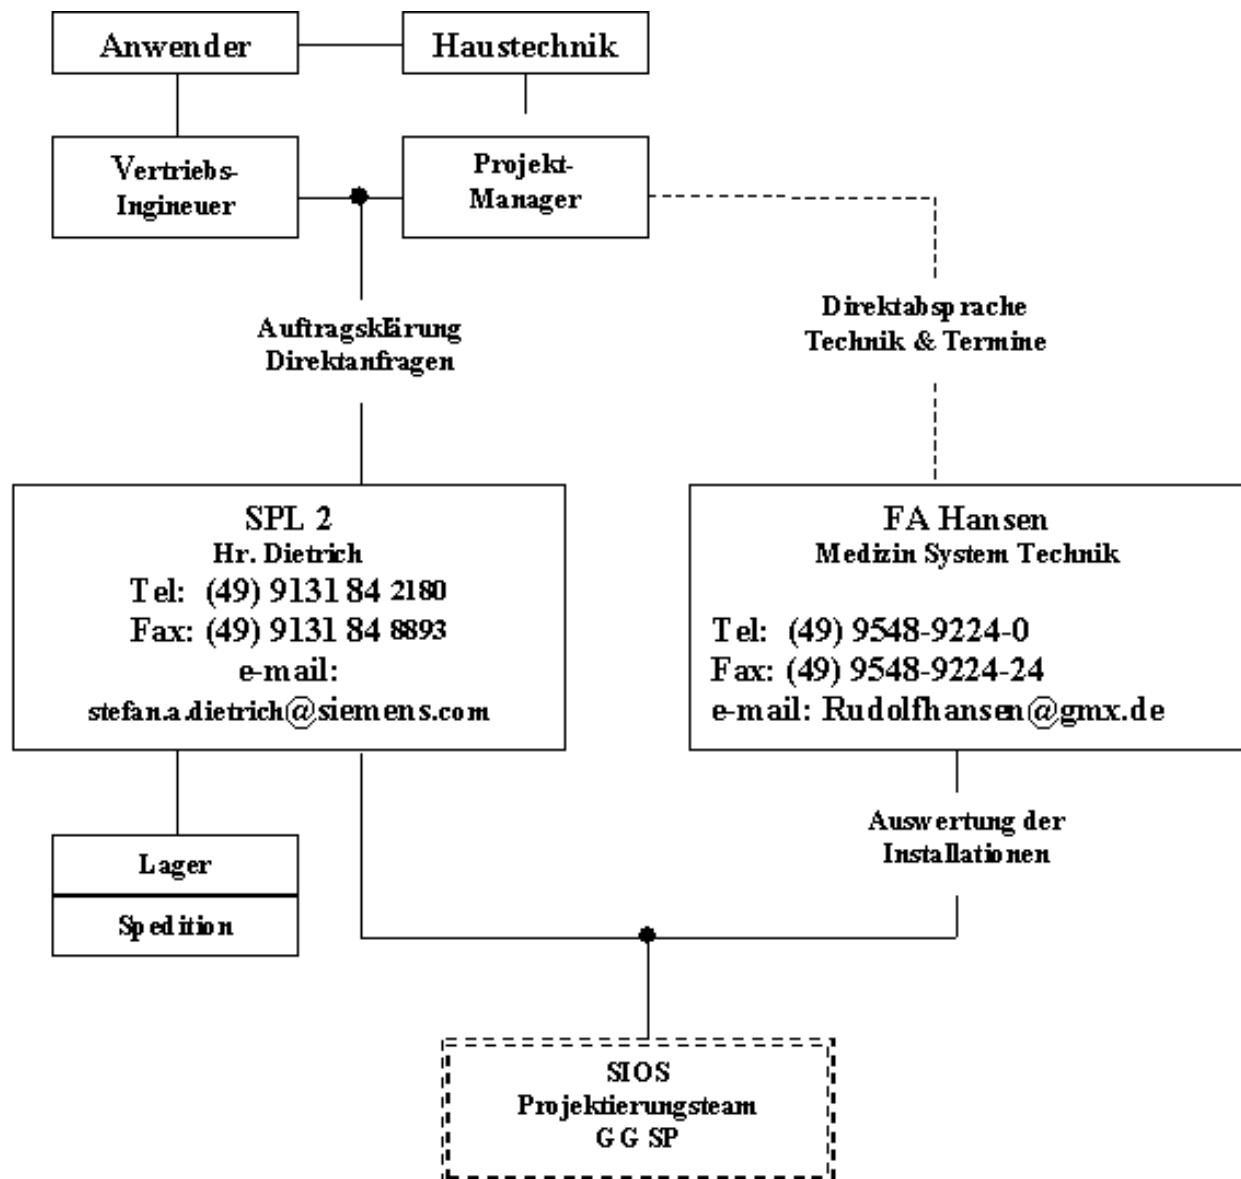 Anwender
Haustechnik
Vertriebs-
Ingineuer
Projekt-
Manager
Auftragsklärung
Direktanfragen
Direktabsprache
Technik & Termine
SPL 2
Hr. Dietrich
Tel: (49) 9131 84 2180
Fax: (49) 9131 84 8893
e-mail:
stefan.a.dietrich@siemens.com
FA Hansen
Medizin System Technik
Tel: (49) 9548-9224-0
Fax: (49) 9548-9224-24
e-mail: Rudolfhansen@gmx.de
Lager
Spedition
Auswertung der
Installationen
SIOS
Projektierungsteam
GG SP